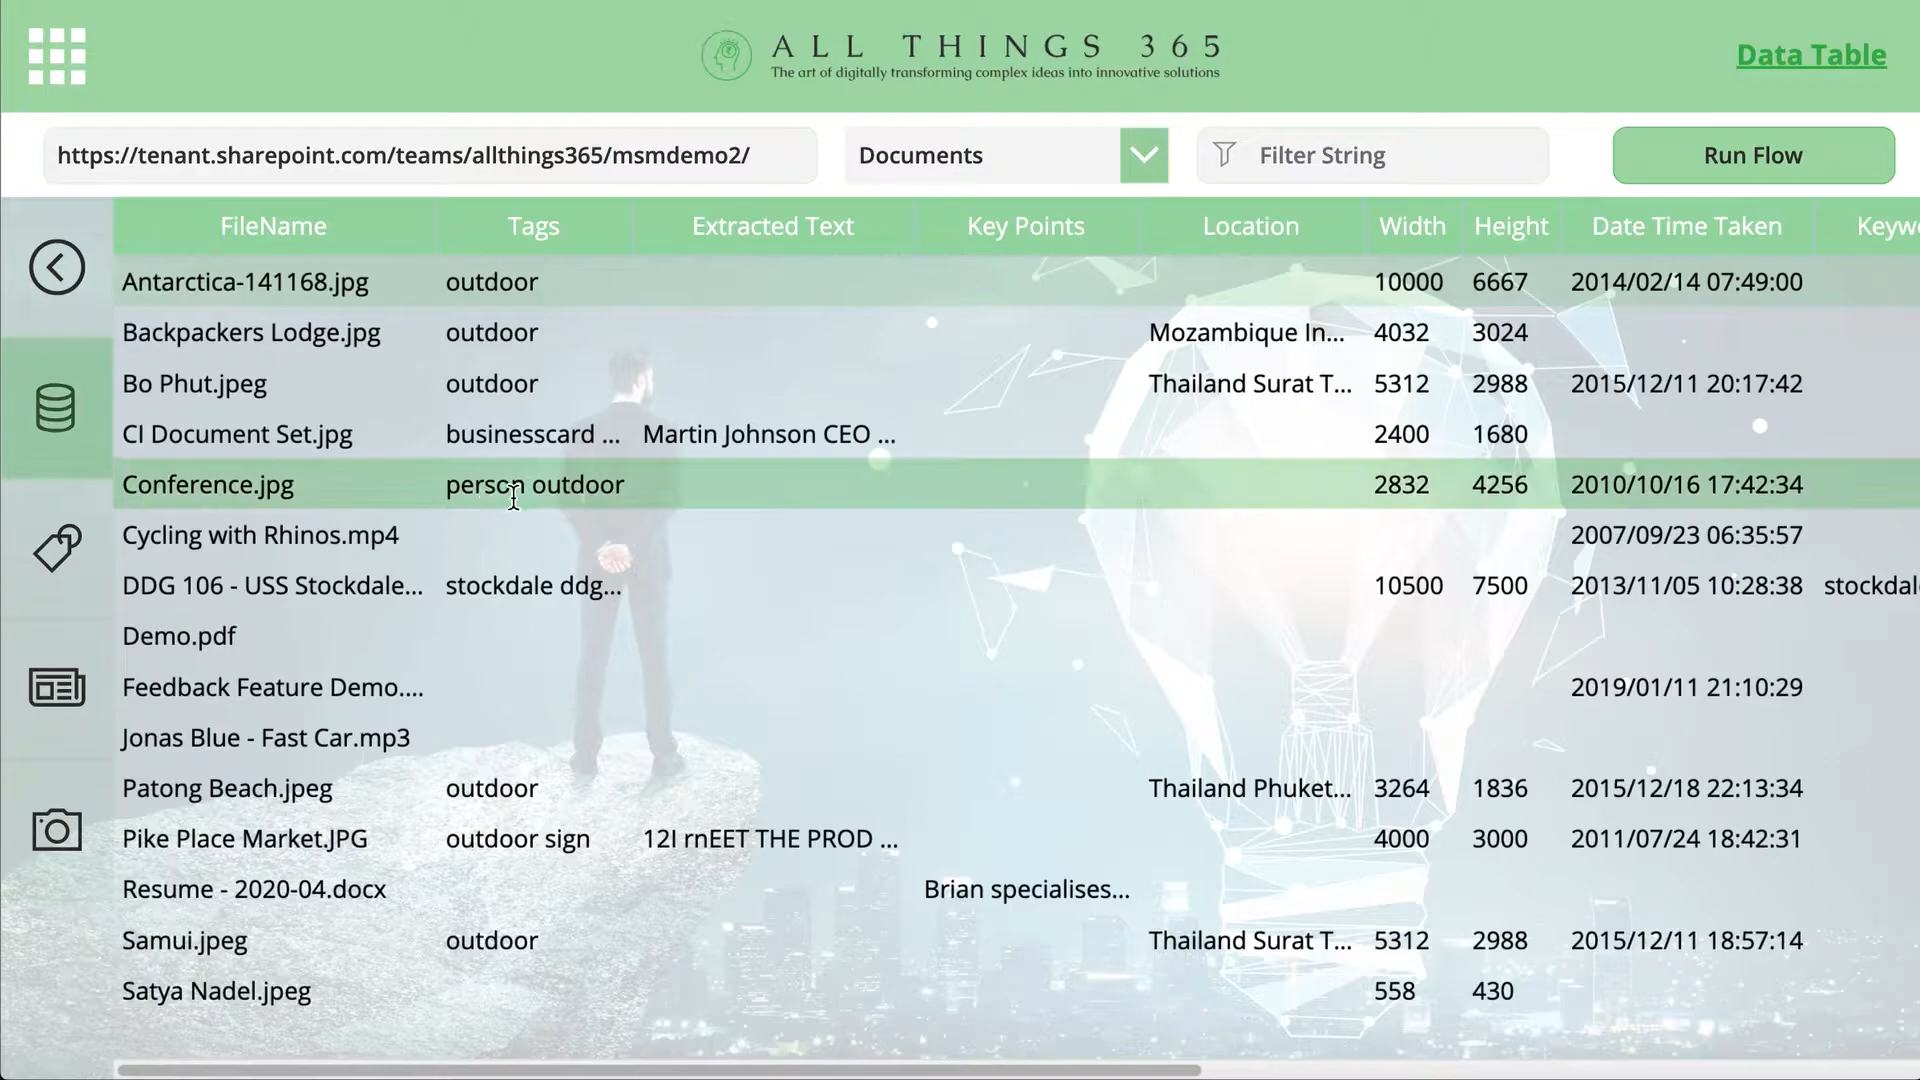 ALL THINGS 365
The art of digitally transforming complex ideas into innovative solutions
Data Table
https://tenant.sharepoint.com/teams/allthings365/msmdemo2/ Documents Filter String Run Flow
FileName Tags Extracted Text Key Points Location Width Height Date Time Taken Keyw
Antarctica-141168.jpg outdoor 10000 6667 2014/02/14 07:49:00
Backpackers Lodge.jpg outdoor Mozambique In... 4032 3024
Bo Phut.jpeg outdoor Thailand Surat T... 5312 2988 2015/12/11 20:17:42
CI Document Set.jpg businesscard ... Martin Johnson CEO ... 2400 1680
Conference.jpg person outdoor 2832 4256 2010/10/16 17:42:34
Cycling with Rhinos.mp4 2007/09/23 06:35:57
DDG 106 - USS Stockdale... stockdale ddg... 10500 7500 2013/11/05 10:28:38 stockdal
Demo.pdf
Feedback Feature Demo.... 2019/01/11 21:10:29
Jonas Blue - Fast Car.mp3
Patong Beach.jpeg outdoor Thailand Phuket... 3264 1836 2015/12/18 22:13:34
Pike Place Market.JPG outdoor sign 12I rnEET THE PROD ... 4000 3000 2011/07/24 18:42:31
Resume - 2020-04.docx Brian specialises...
Samui.jpeg outdoor Thailand Surat T... 5312 2988 2015/12/11 18:57:14
Satya Nadel.jpeg 558 430